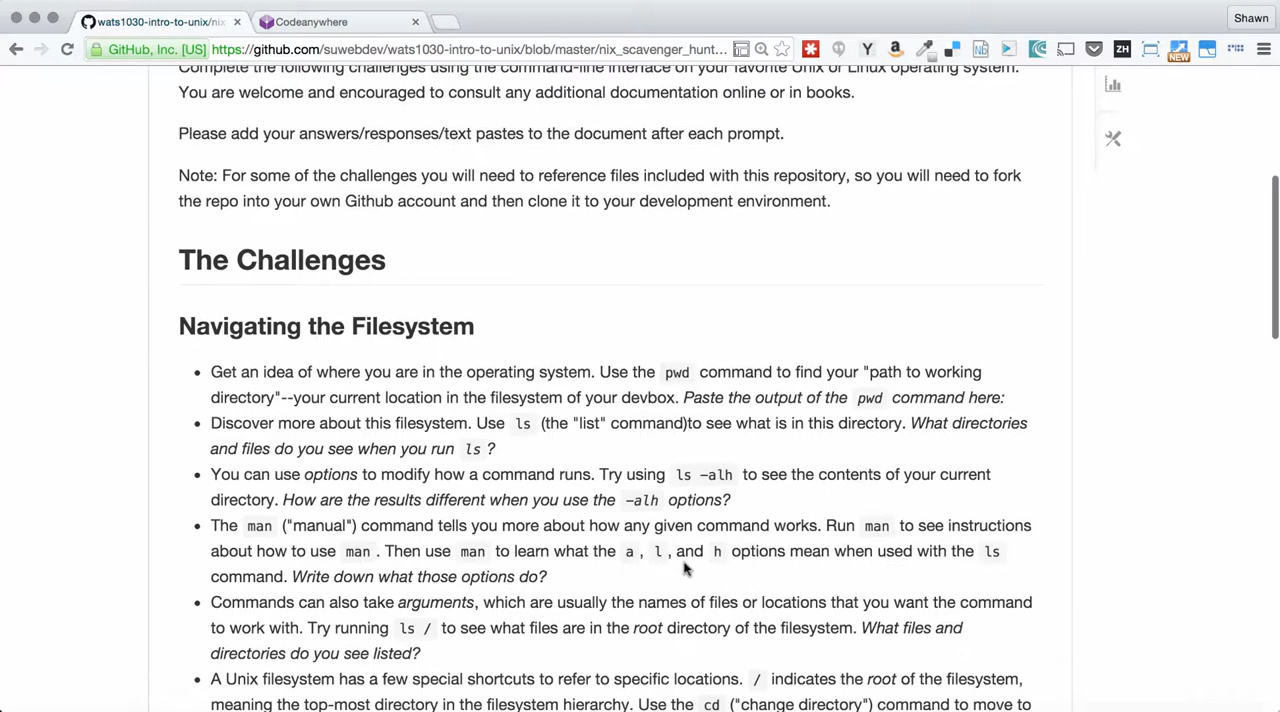 wats1030-intro-to-unix/nix
Codeanywhere
Shawn
GitHub, Inc. [US] https://github.com/suwebdev/wats1030-intro-to-unix/blob/master/nix_scavenger_hunt...
Y
a
Nb
ZH
NEW
Complete the following challenges using the command-line interface on your favorite Unix or Linux operating system.
You are welcome and encouraged to consult any additional documentation online or in books.
Please add your answers/responses/text pastes to the document after each prompt.
Note: For some of the challenges you will need to reference files included with this repository, so you will need to fork
the repo into your own Github account and then clone it to your development environment.
The Challenges
Navigating the Filesystem
• Get an idea of where you are in the operating system. Use the pwd command to find your "path to working
directory"--your current location in the filesystem of your devbox. Paste the output of the pwd command here:
• Discover more about this filesystem. Use ls (the "list" command)to see what is in this directory. What directories
and files do you see when you run ls ?
• You can use options to modify how a command runs. Try using ls -alh to see the contents of your current
directory. How are the results different when you use the -alh options?
• The man ("manual") command tells you more about how any given command works. Run man to see instructions
about how to use man . Then use man to learn what the a , l , and h options mean when used with the ls
command. Write down what those options do?
• Commands can also take arguments, which are usually the names of files or locations that you want the command
to work with. Try running ls / to see what files are in the root directory of the filesystem. What files and
directories do you see listed?
• A Unix filesystem has a few special shortcuts to refer to specific locations. / indicates the root of the filesystem,
meaning the top-most directory in the filesystem hierarchy. Use the cd ("change directory") command to move to